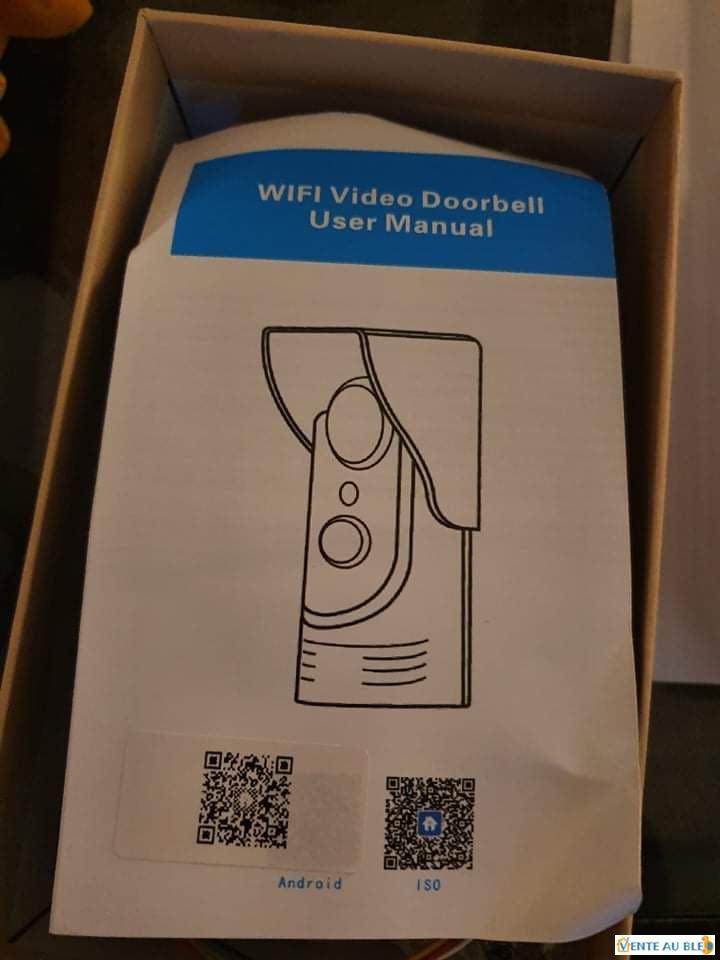 WIFI Video Doorbell
User Manual
Android
ISO
VENTE AU BLED